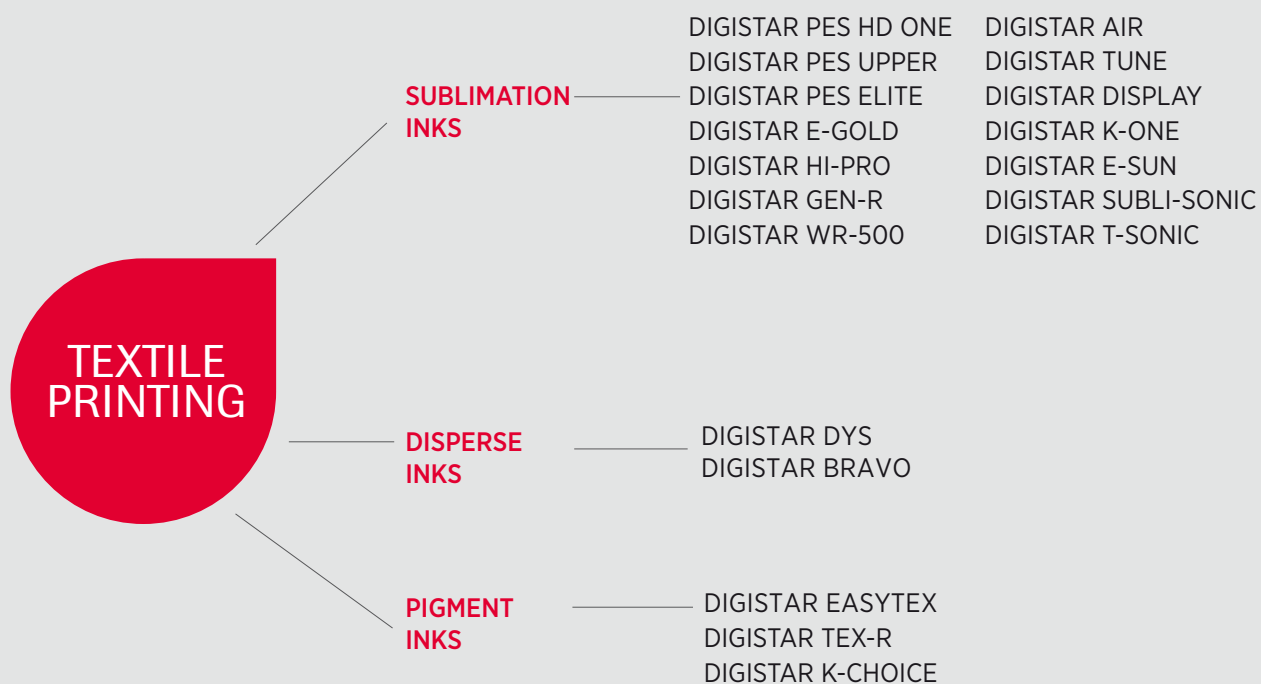 TEXTILE
PRINTING
SUBLIMATION
INKS
DIGISTAR PES HD ONE
DIGISTAR PES UPPER
DIGISTAR PES ELITE
DIGISTAR E-GOLD
DIGISTAR HI-PRO
DIGISTAR GEN-R
DIGISTAR WR-500
DIGISTAR AIR
DIGISTAR TUNE
DIGISTAR DISPLAY
DIGISTAR K-ONE
DIGISTAR E-SUN
DIGISTAR SUBLI-SONIC
DIGISTAR T-SONIC
DISPERSE
INKS
DIGISTAR DYS
DIGISTAR BRAVO
PIGMENT
INKS
DIGISTAR EASYTEX
DIGISTAR TEX-R
DIGISTAR K-CHOICE